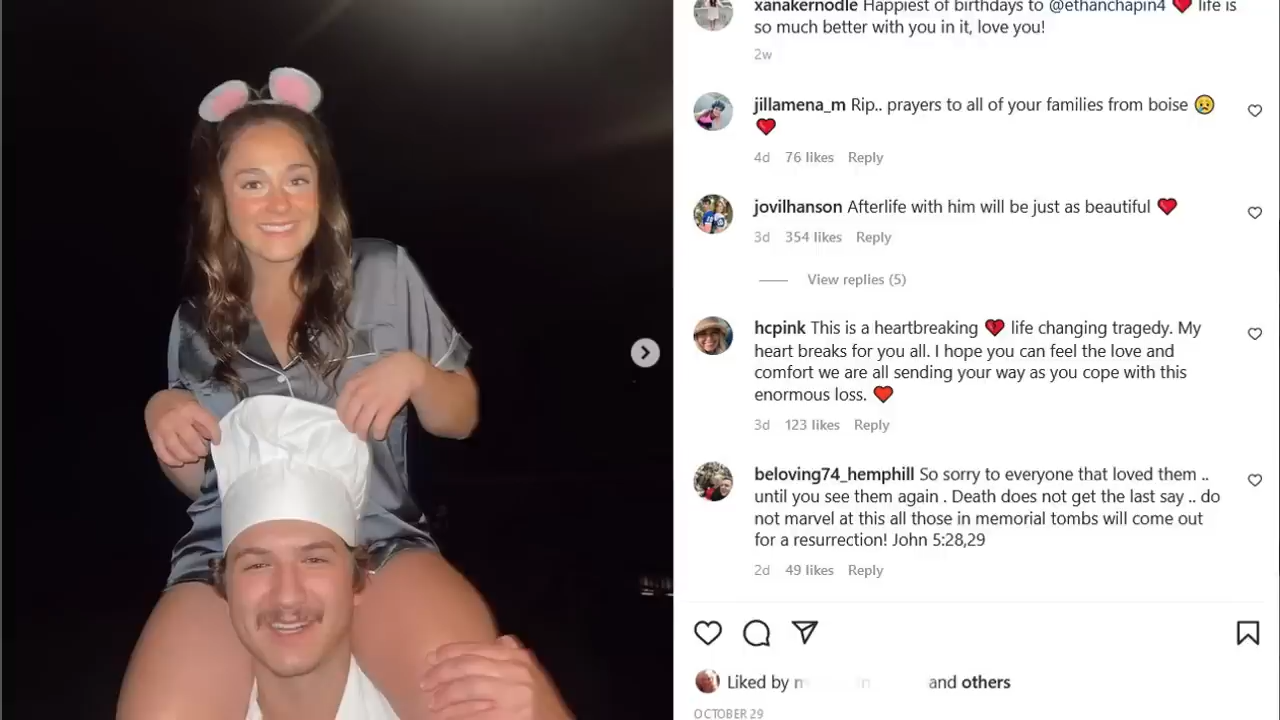 xanakernodle Happiest of birthdays to @ethanchapin4 ❤️ life is
so much better with you in it, love you!
2w
jillamena_m Rip.. prayers to all of your families from boise 😢
❤️
4d 76 likes Reply
jovilhanson Afterlife with him will be just as beautiful ❤️
3d 354 likes Reply
View replies (5)
hcpink This is a heartbreaking 💔 life changing tragedy. My
heart breaks for you all. I hope you can feel the love and
comfort we are all sending your way as you cope with this
enormous loss. ❤️
3d 123 likes Reply
beloving74_hemphill So sorry to everyone that loved them ..
until you see them again . Death does not get the last say .. do
not marvel at this all those in memorial tombs will come out
for a resurrection! John 5:28,29
2d 49 likes Reply
Liked by and others
OCTOBER 29